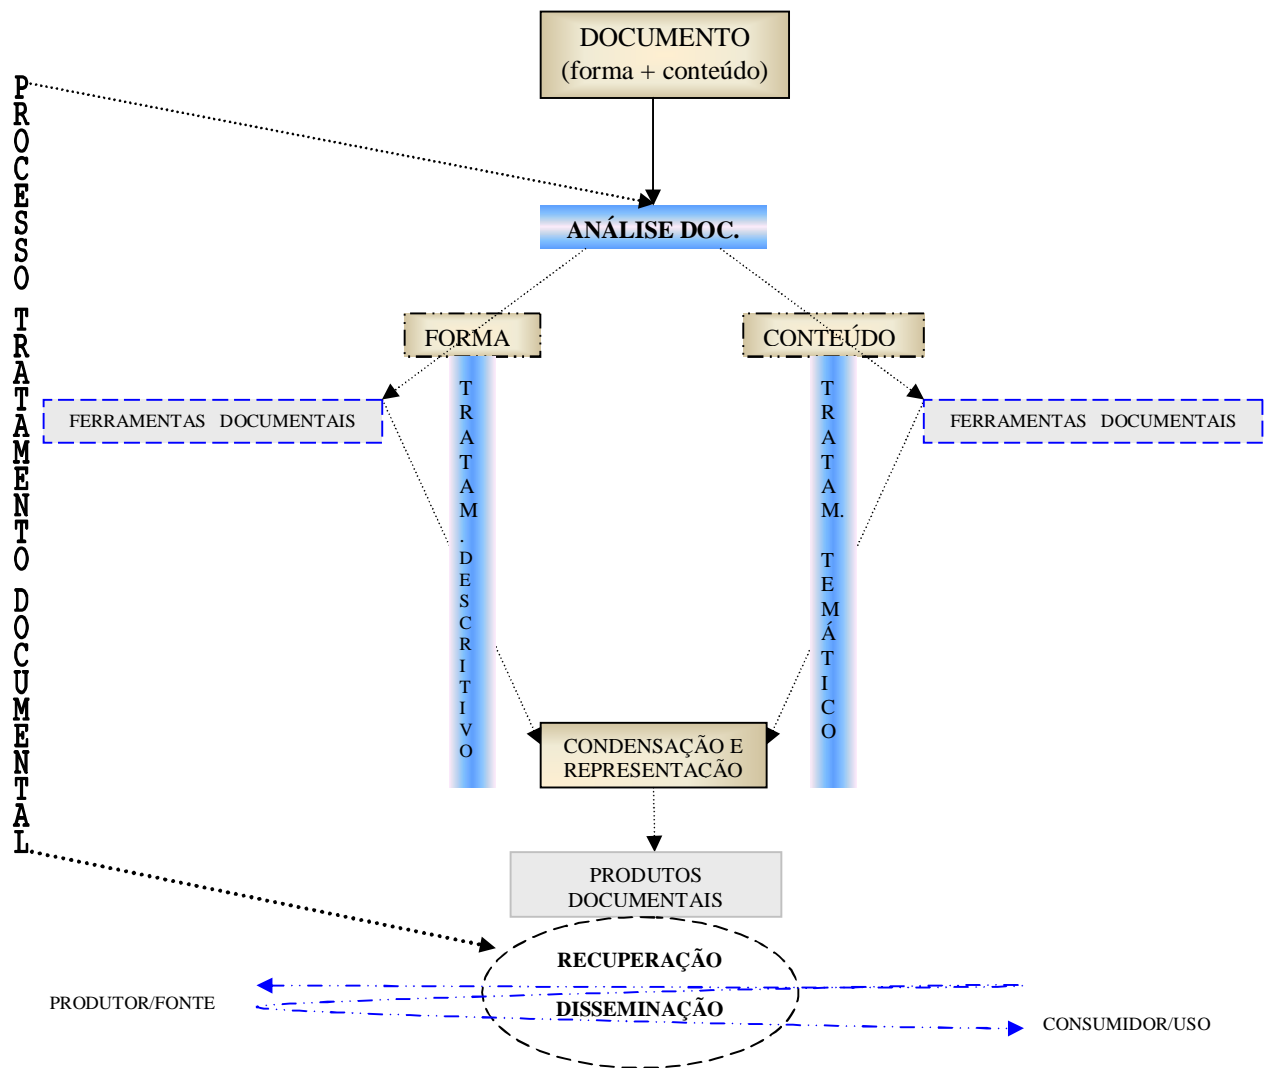 DOCUMENTO
(forma + conteúdo)
PROCESSO TRATAMENTO DOCUMENTAL
ANÁLISE DOC.
FORMA
CONTEÚDO
FERRAMENTAS DOCUMENTAIS
TRATAM.DESCRITIVO
TRATAM. TEMÁTICO
FERRAMENTAS DOCUMENTAIS
CONDENSAÇÃO E
REPRESENTACÃO
PRODUTOS
DOCUMENTAIS
RECUPERAÇÃO
PRODUTOR/FONTE
DISSEMINAÇÃO
CONSUMIDOR/USO